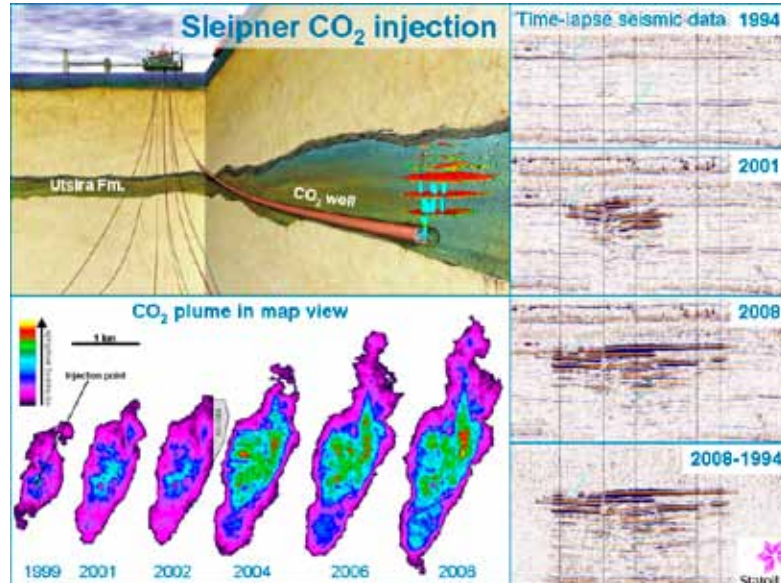 Sleipner CO₂ injection
Utsira Fm.
CO₂ well
Time-lapse seismic data 1994
2001
2008
2008-1994
CO₂ plume in map view
1 km
Injection point
1999
2001
2002
2004
2006
2008